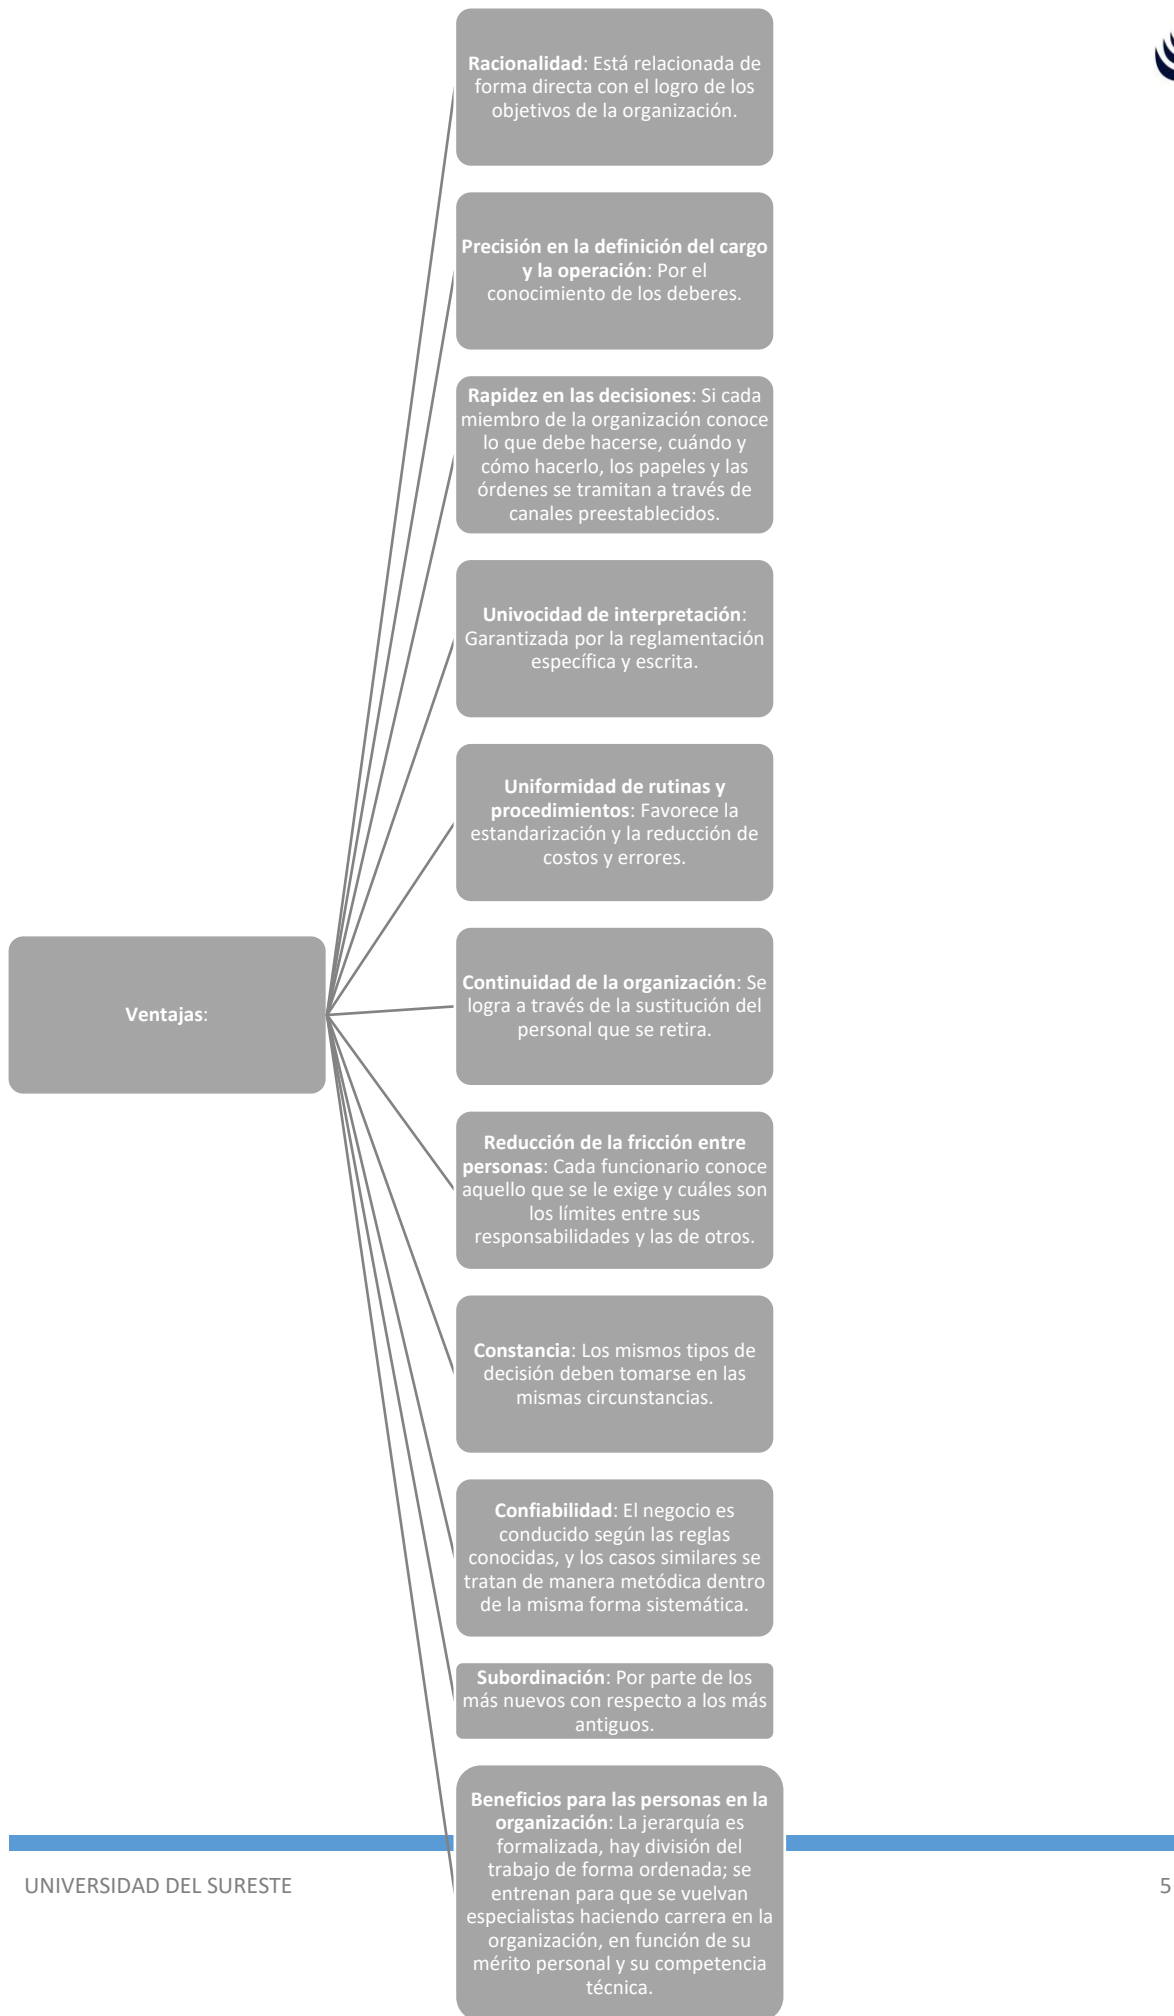 Racionalidad: Está relacionada de
forma directa con el logro de los
objetivos de la organización.
Precisión en la definición del cargo
y la operación: Por el
conocimiento de los deberes.
Rapidez en las decisiones: Si cada
miembro de la organización conoce
lo que debe hacerse, cuándo y
cómo hacerlo, los papeles y las
órdenes se tramitan a través de
canales preestablecidos.
Univocidad de interpretación:
Garantizada por la reglamentación
específica y escrita.
Uniformidad de rutinas y
procedimientos: Favorece la
estandarización y la reducción de
costos y errores.
Ventajas:
Continuidad de la organización: Se
logra a través de la sustitución del
personal que se retira.
Reducción de la fricción entre
personas: Cada funcionario conoce
aquello que se le exige y cuáles son
los límites entre sus
responsabilidades y las de otros.
Constancia: Los mismos tipos de
decisión deben tomarse en las
mismas circunstancias.
Confiabilidad: El negocio es
conducido según las reglas
conocidas, y los casos similares se
tratan de manera metódica dentro
de la misma forma sistemática.
Subordinación: Por parte de los
más nuevos con respecto a los más
antiguos.
Beneficios para las personas en la
organización: La jerarquía es
formalizada, hay división del
trabajo de forma ordenada; se
entrenan para que se vuelvan
especialistas haciendo carrera en la
organización, en función de su
mérito personal y su competencia
técnica.
UNIVERSIDAD DEL SURESTE
5